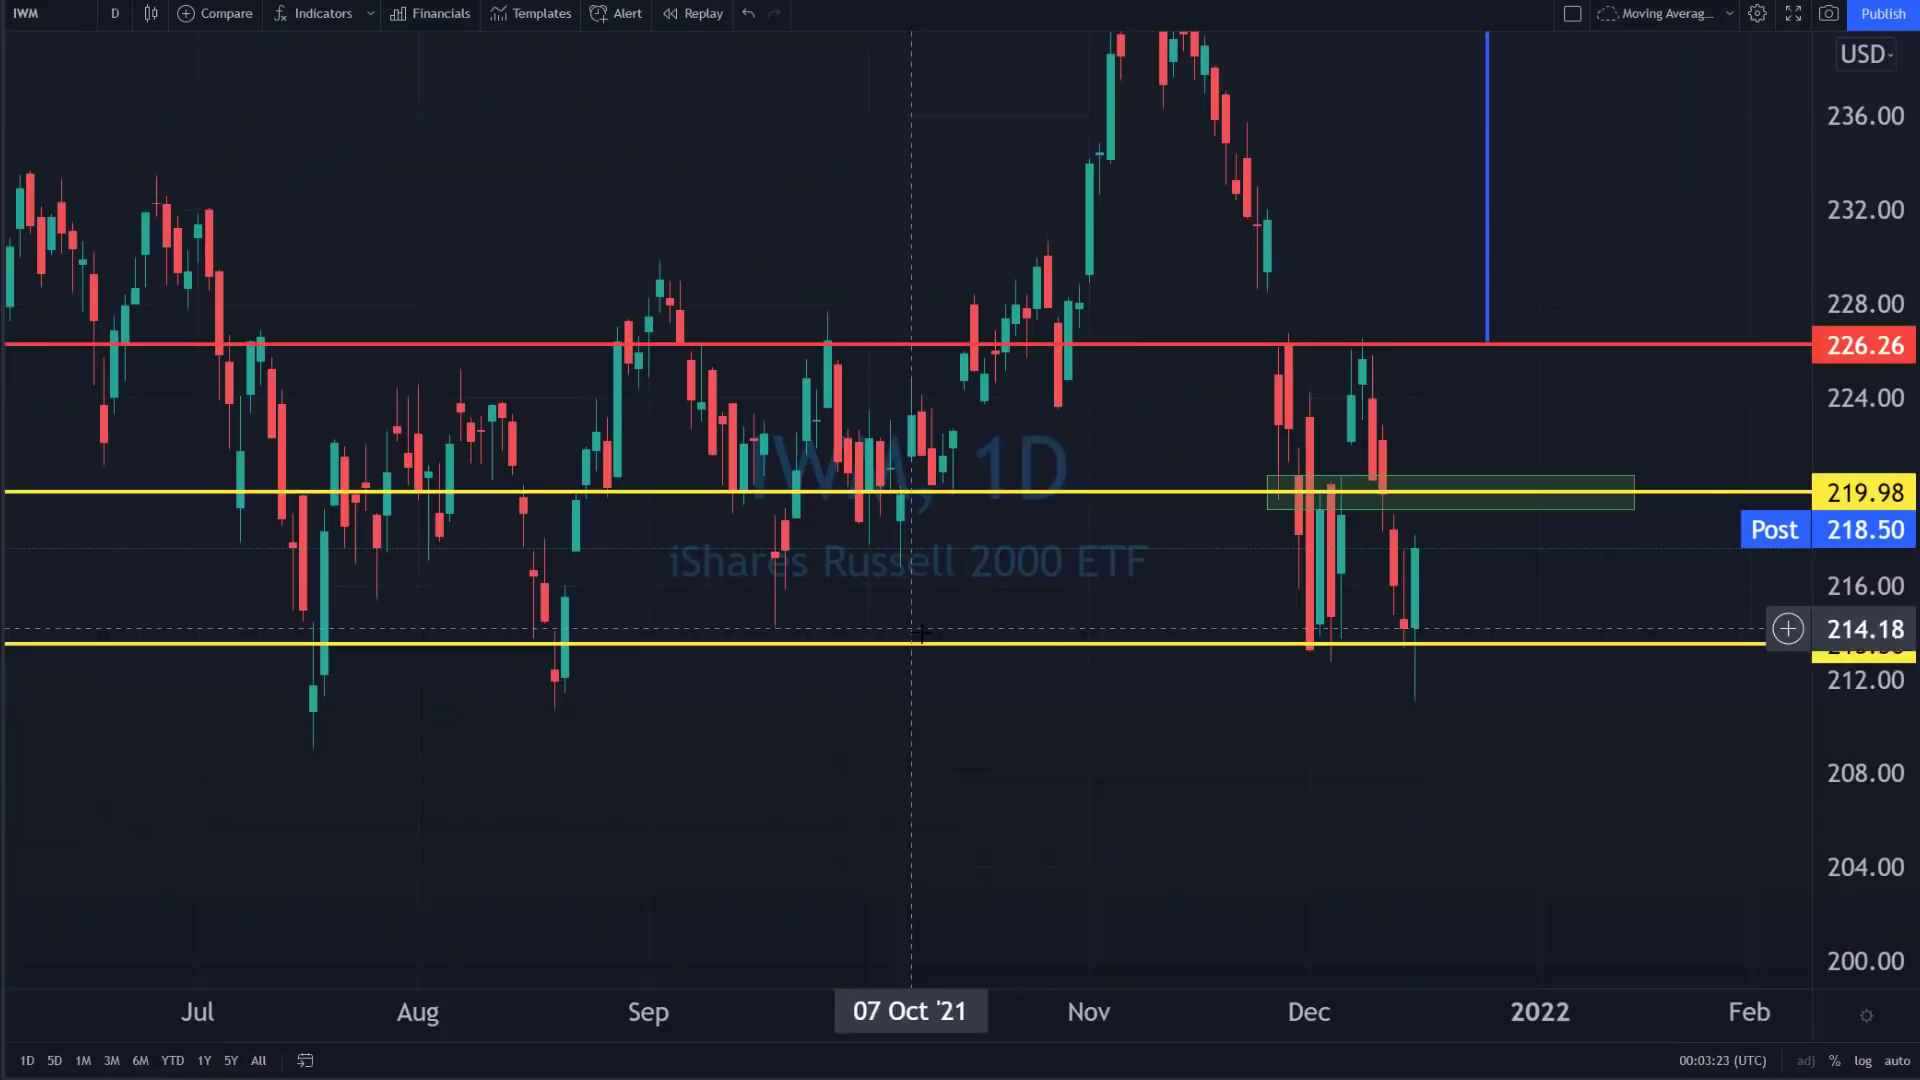 IWM D Compare Indicators Financials Templates Alert Replay Moving Averag... Publish
USD
236.00
232.00
228.00
226.26
224.00
219.98
Post 218.50
216.00
214.18
212.00
208.00
204.00
200.00
IWM, 1D
iShares Russell 2000 ETF
Jul Aug Sep 07 Oct '21 Nov Dec 2022 Feb
1D 5D 1M 3M 6M YTD 1Y 5Y All 00:03:23 (UTC) adj % log auto